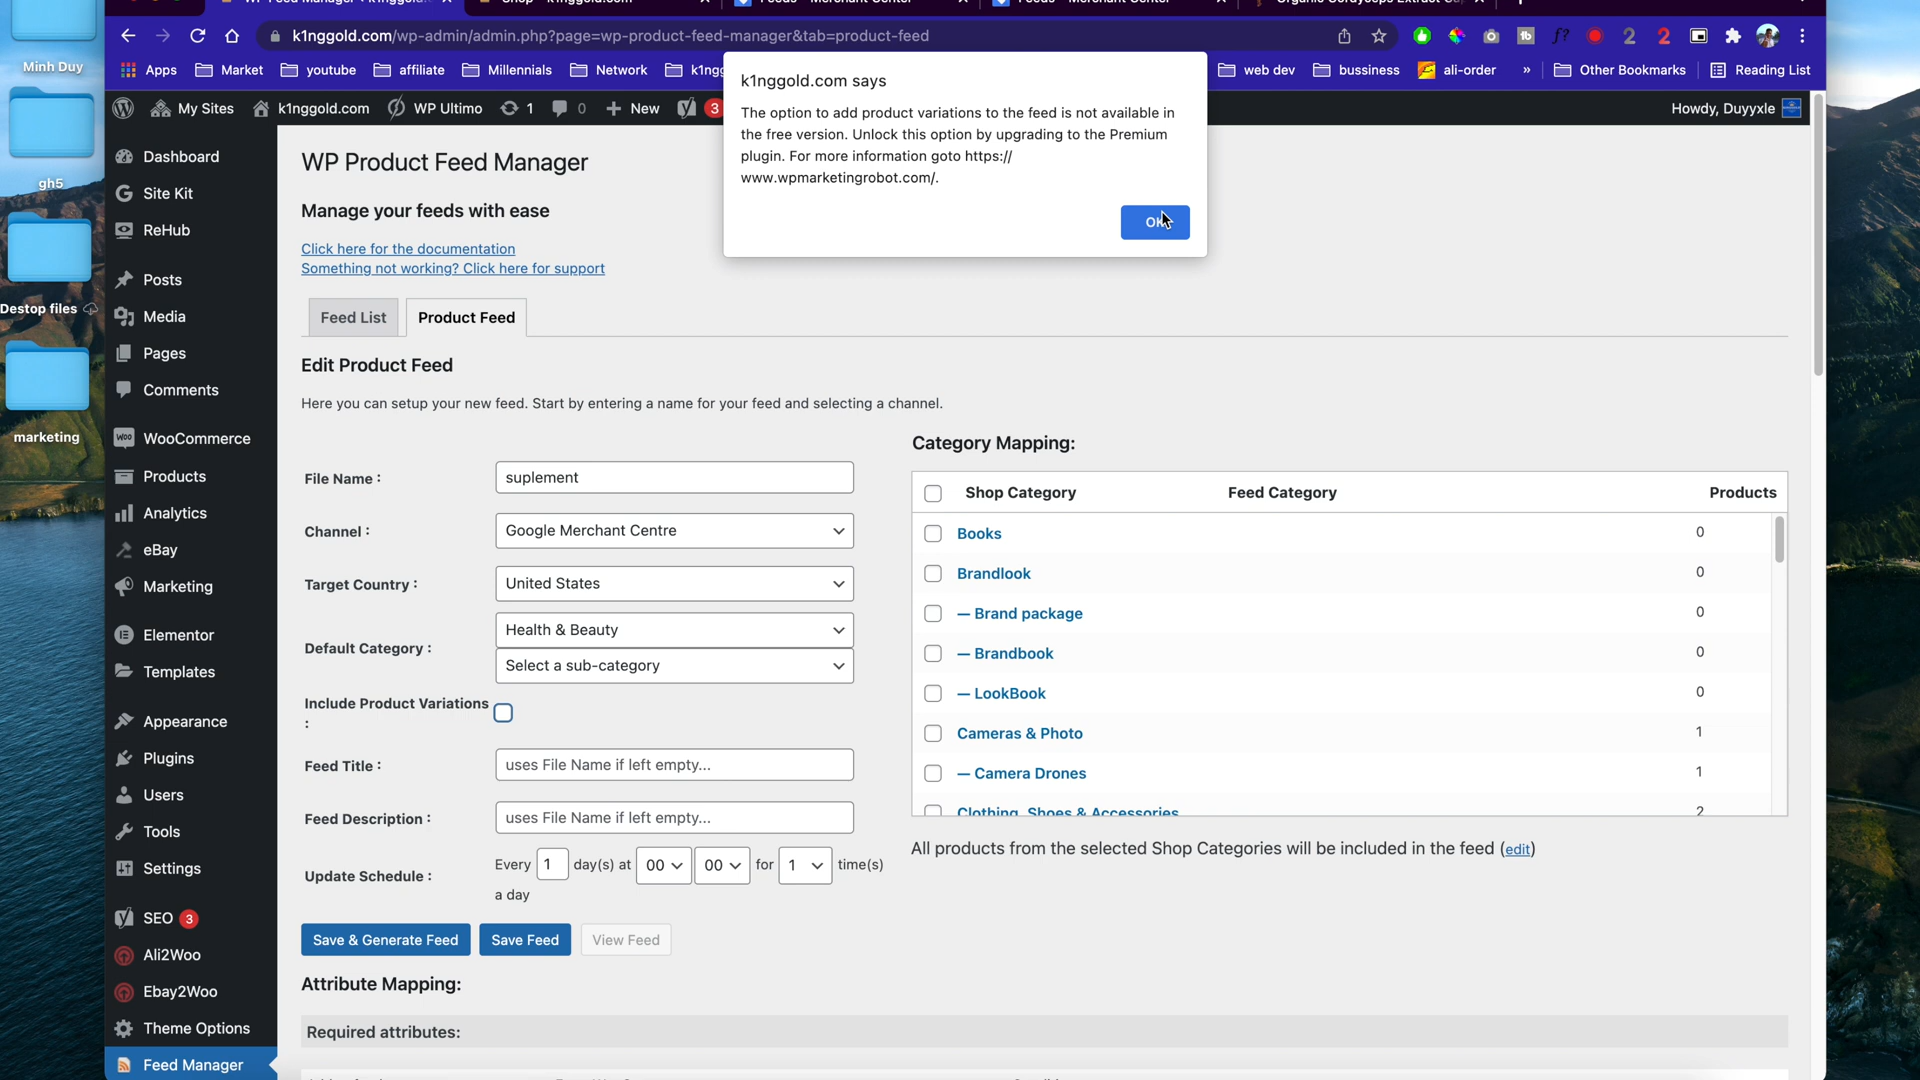 Minh Duy
gh5
Destop files
marketing
k1nggold.com/wp-admin/admin.php?page=wp-product-feed-manager&tab=product-feed
Apps Market youtube affiliate Millennials Network web dev bussiness ali-order » Other Bookmarks Reading List
My Sites k1nggold.com WP Ultimo 1 0 New 3 Howdy, Duyyxle
k1nggold.com says
The option to add product variations to the feed is not available in
the free version. Unlock this option by upgrading to the Premium
plugin. For more information goto https://
www.wpmarketingrobot.com/.
OK
Dashboard
Site Kit
ReHub
Posts
Media
Pages
Comments
WooCommerce
Products
Analytics
eBay
Marketing
Elementor
Templates
Appearance
Plugins
Users
Tools
Settings
SEO 3
Ali2Woo
Ebay2Woo
Theme Options
Feed Manager
WP Product Feed Manager
Manage your feeds with ease
Click here for the documentation
Something not working? Click here for support
Feed List Product Feed
Edit Product Feed
Here you can setup your new feed. Start by entering a name for your feed and selecting a channel.
File Name : suplement
Channel : Google Merchant Centre
Target Country : United States
Default Category : Health & Beauty
Select a sub-category
Include Product Variations
:
Feed Title : uses File Name if left empty...
Feed Description : uses File Name if left empty...
Update Schedule : Every 1 day(s) at 00 00 for 1 time(s)
a day
Save & Generate Feed Save Feed View Feed
Category Mapping:
Shop Category Feed Category Products
Books 0
Brandlook 0
— Brand package 0
— Brandbook 0
— LookBook 0
Cameras & Photo 1
— Camera Drones 1
Clothing, Shoes & Accessories 2
All products from the selected Shop Categories will be included in the feed (edit)
Attribute Mapping:
Required attributes: